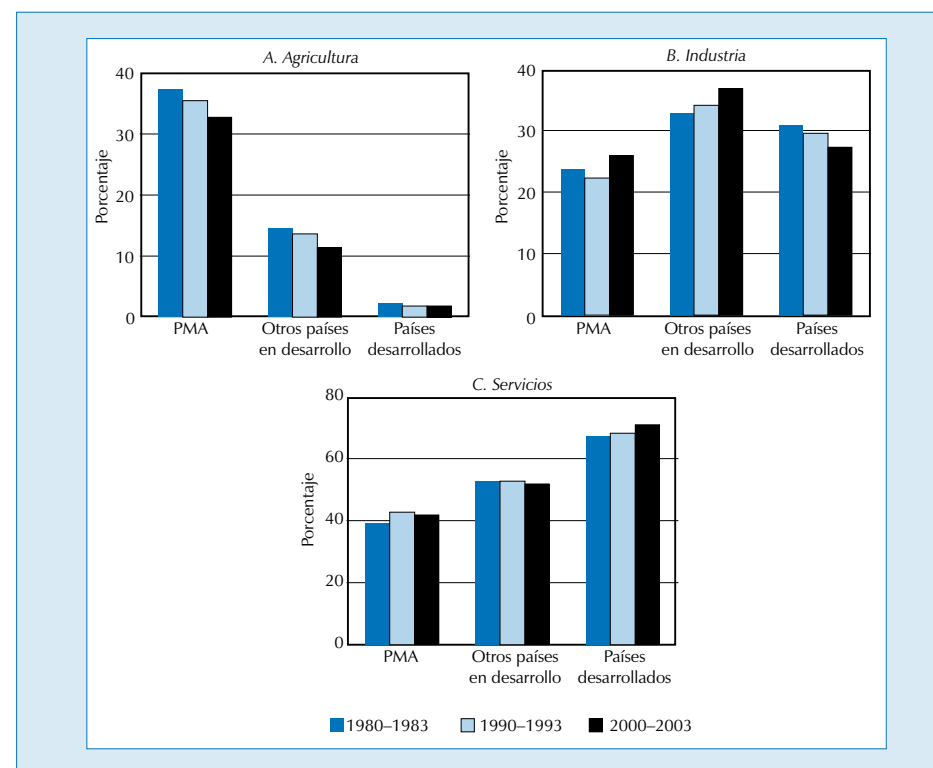 A. Agricultura
40
30
20
10
0
Porcentaje
PMA
Otros países
en desarrollo
Países
desarrollados
B. Industria
40
30
20
10
0
Porcentaje
PMA
Otros países
en desarrollo
Países
desarrollados
C. Servicios
80
60
40
20
0
Porcentaje
PMA
Otros países
en desarrollo
Países
desarrollados
1980–1983
1990–1993
2000–2003